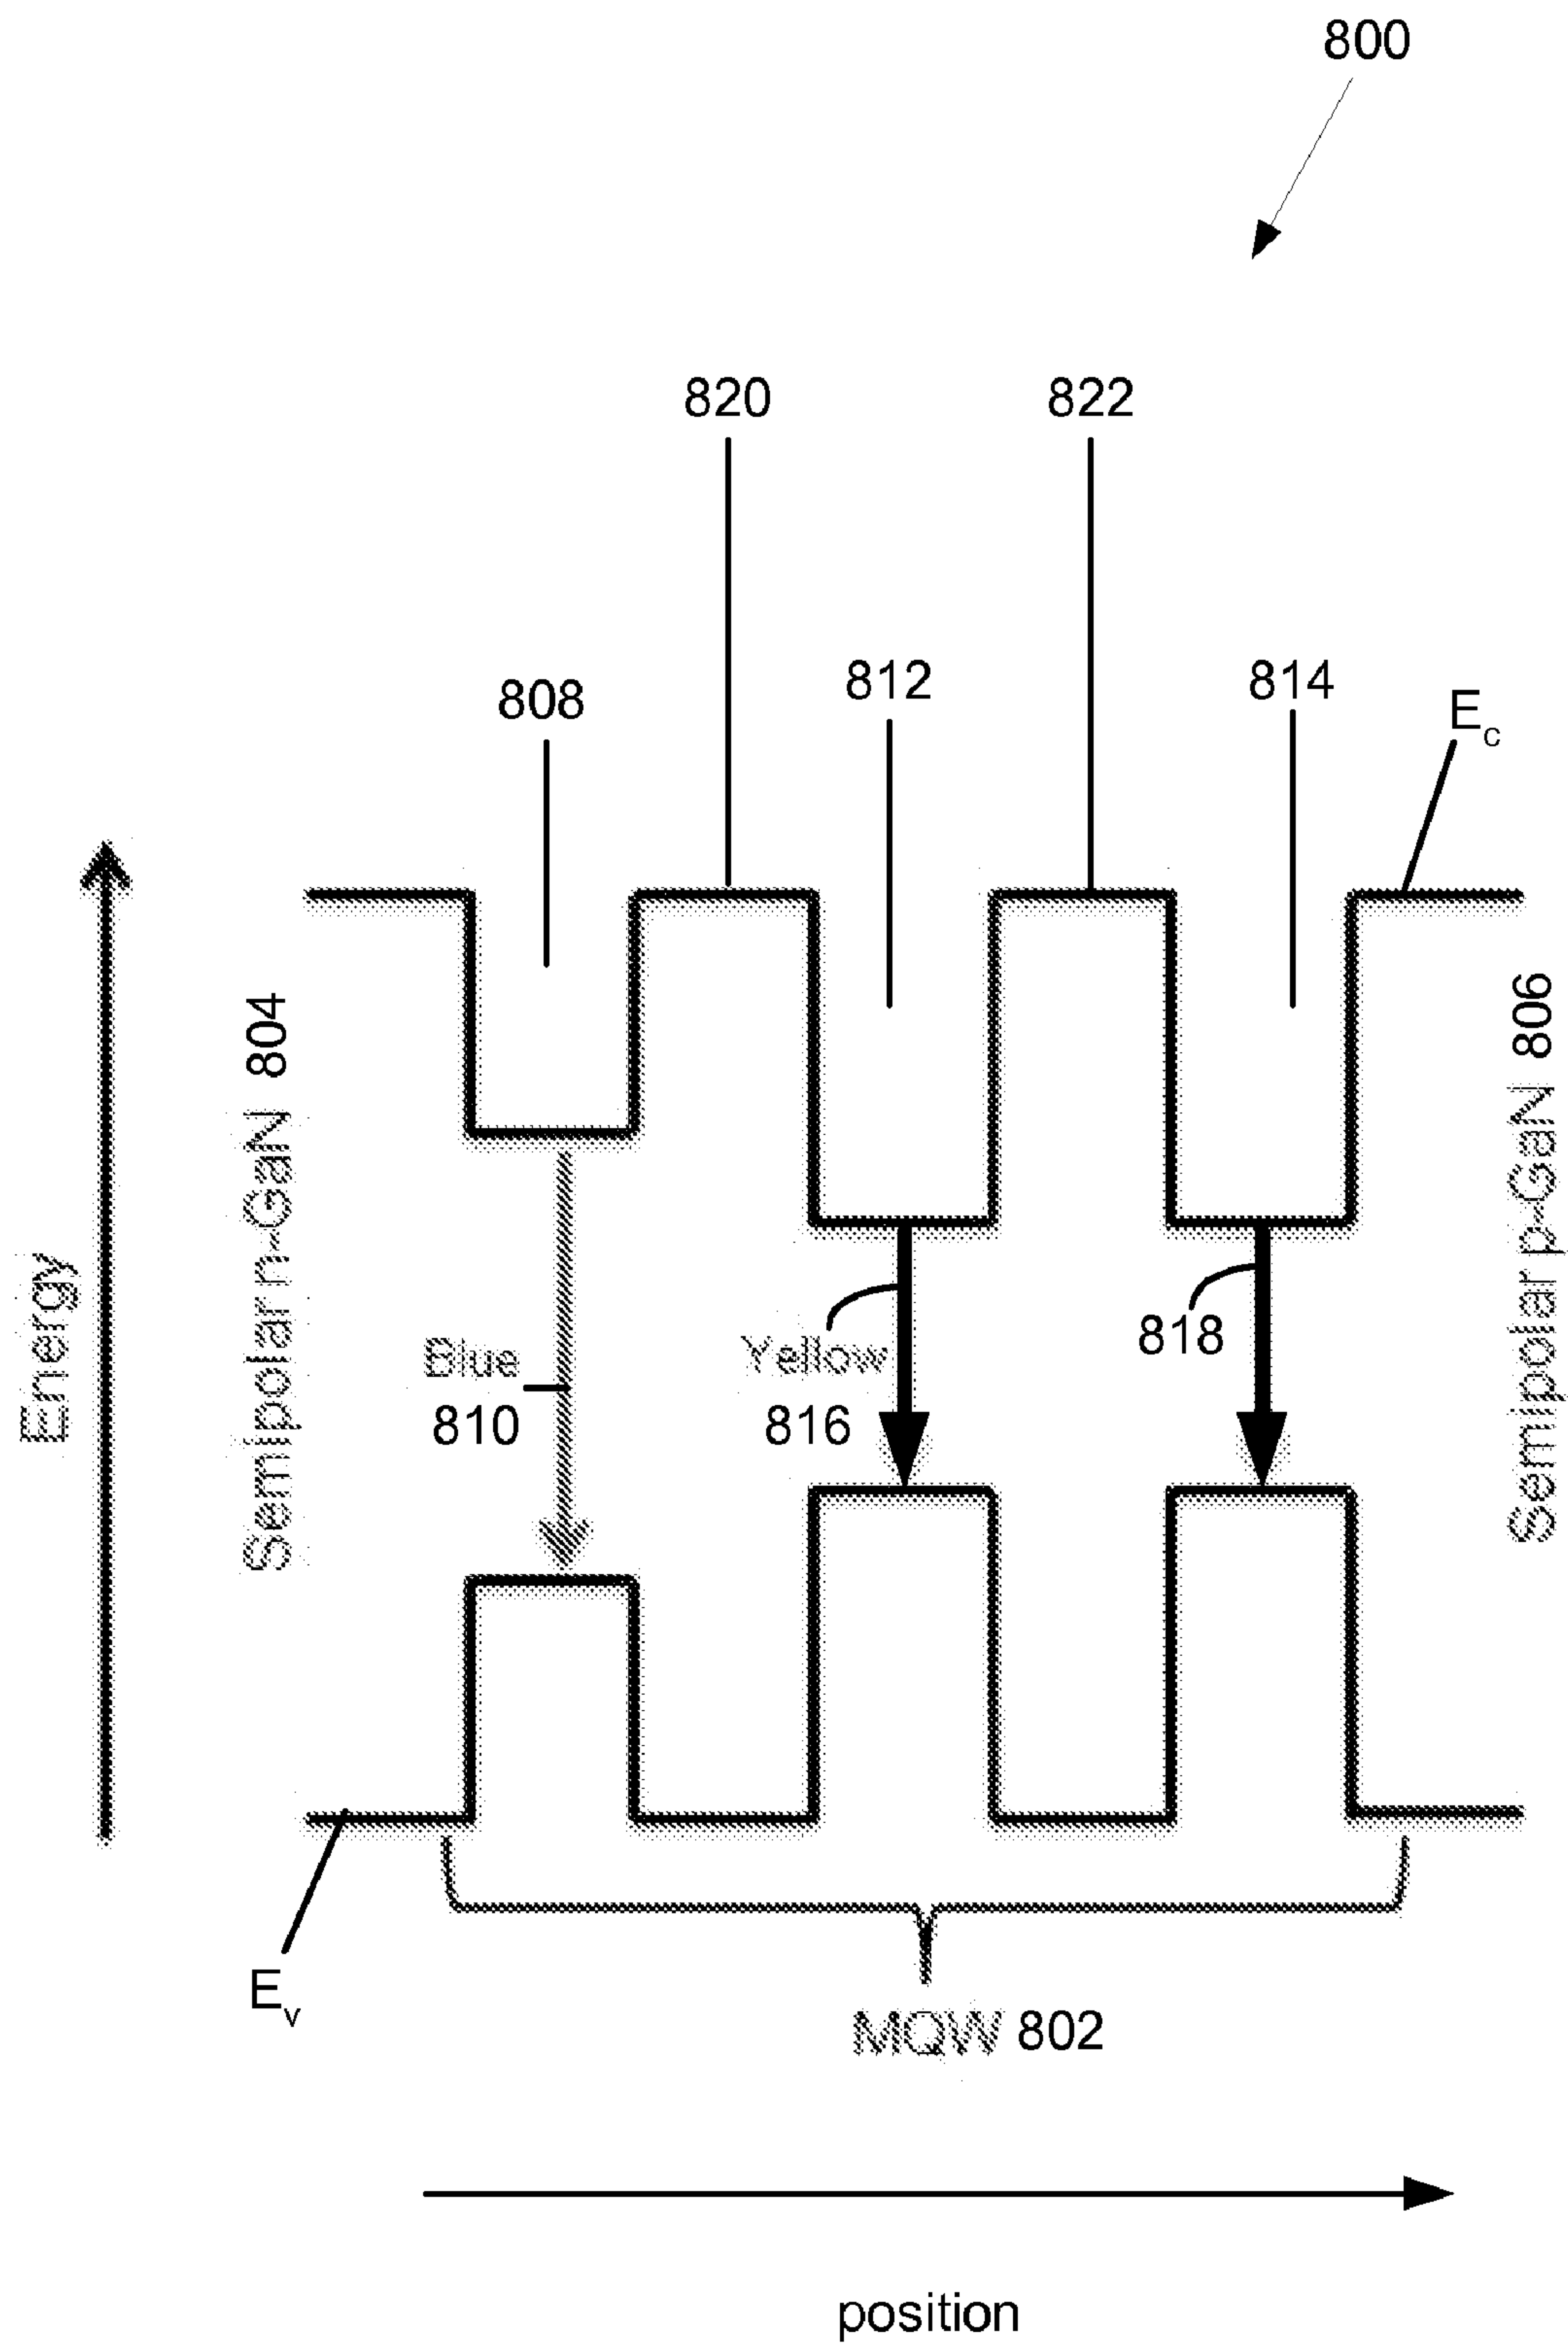 800
820
822
808
812
814
Ec
Semipolar n-GaN 804
Semipolar p-GaN 806
Energy
Blue
810
Yellow
816
818
Ev
MQW 802
position